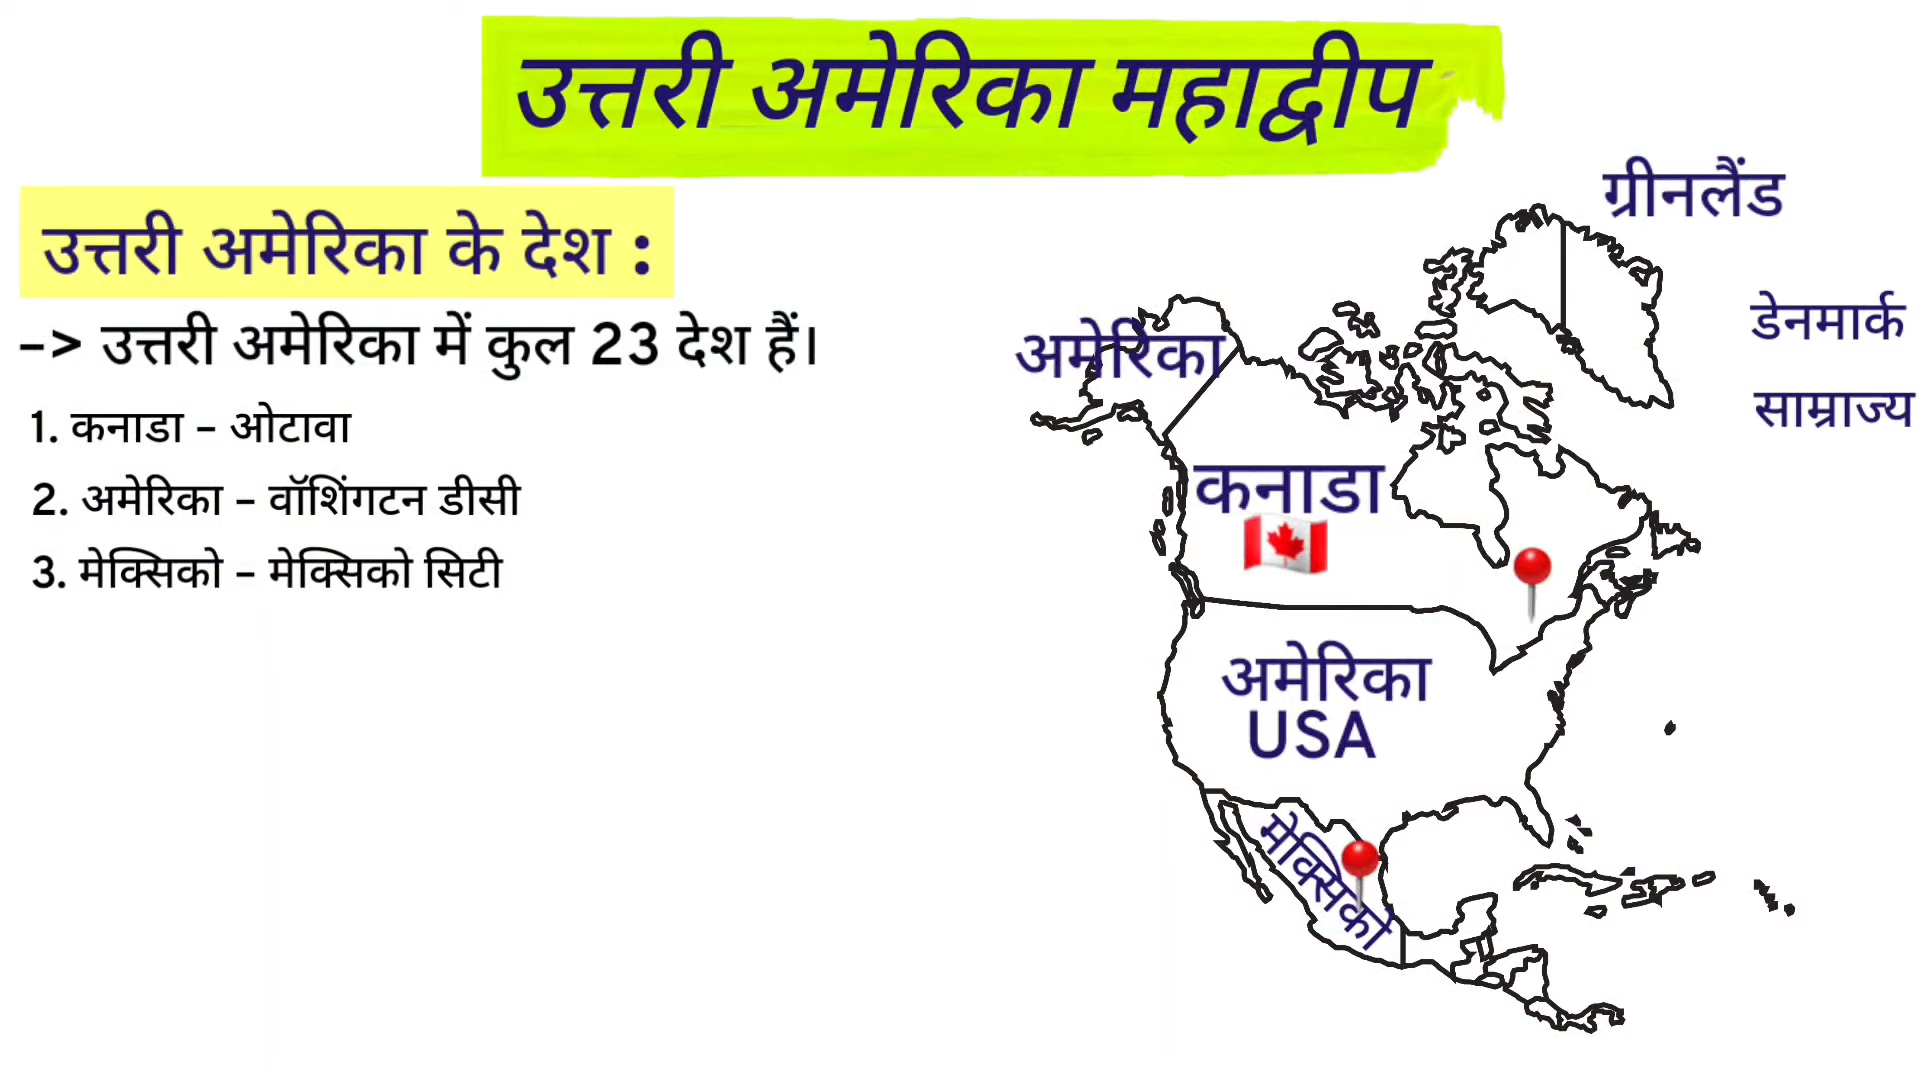 उत्तरी अमेरिका महाद्वीप
उत्तरी अमेरिका के देश :
–> उत्तरी अमेरिका में कुल 23 देश हैं।
1. कनाडा – ओटावा
2. अमेरिका – वॉशिंगटन डीसी
3. मेक्सिको – मेक्सिको सिटी
ग्रीनलैंड
डेनमार्क
साम्राज्य
अमेरिका
कनाडा
अमेरिका
USA
मेक्सिको